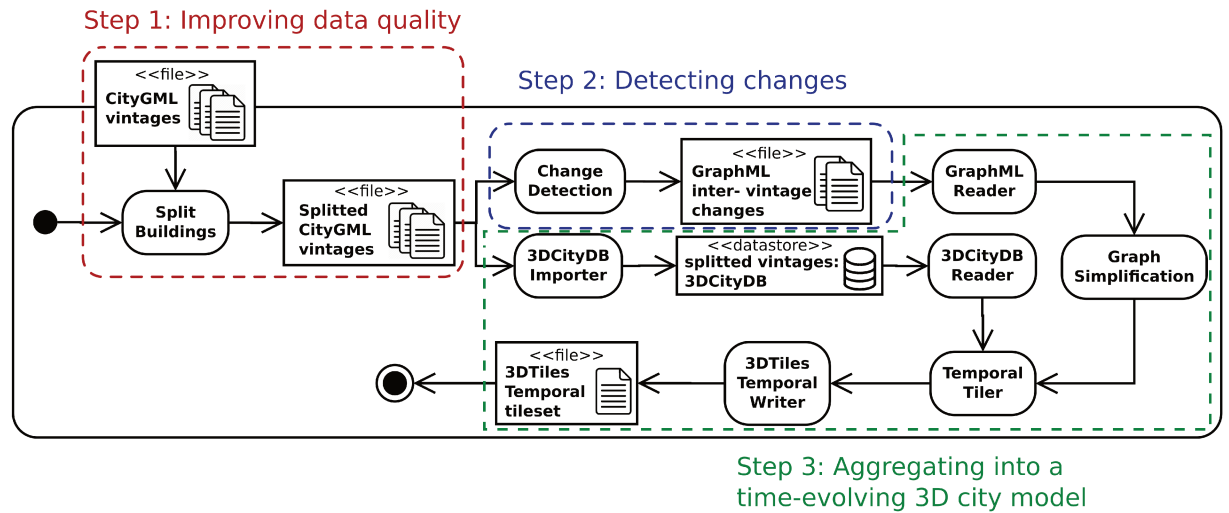 Step 1: Improving data quality
<<file>>
CityGML
vintages
Split
Buildings
<<file>>
Splitted
CityGML
vintages
Step 2: Detecting changes
Change
Detection
<<file>>
GraphML
inter- vintage
changes
GraphML
Reader
3DCityDB
Importer
<<datastore>>
splitted vintages:
3DCityDB
3DCityDB
Reader
Graph
Simplification
<<file>>
3DTiles
Temporal
tileset
3DTiles
Temporal
Writer
Temporal
Tiler
Step 3: Aggregating into a
time-evolving 3D city model